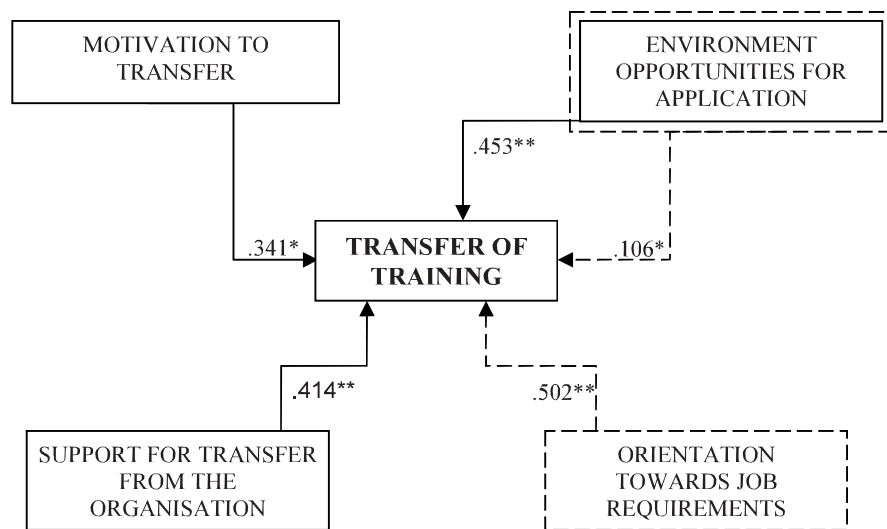 MOTIVATION TO
TRANSFER
ENVIRONMENT
OPPORTUNITIES FOR
APPLICATION
.453**
.341*
TRANSFER OF
TRAINING
.106*
.414**
.502**
SUPPORT FOR TRANSFER
FROM THE
ORGANISATION
ORIENTATION
TOWARDS JOB
REQUIREMENTS